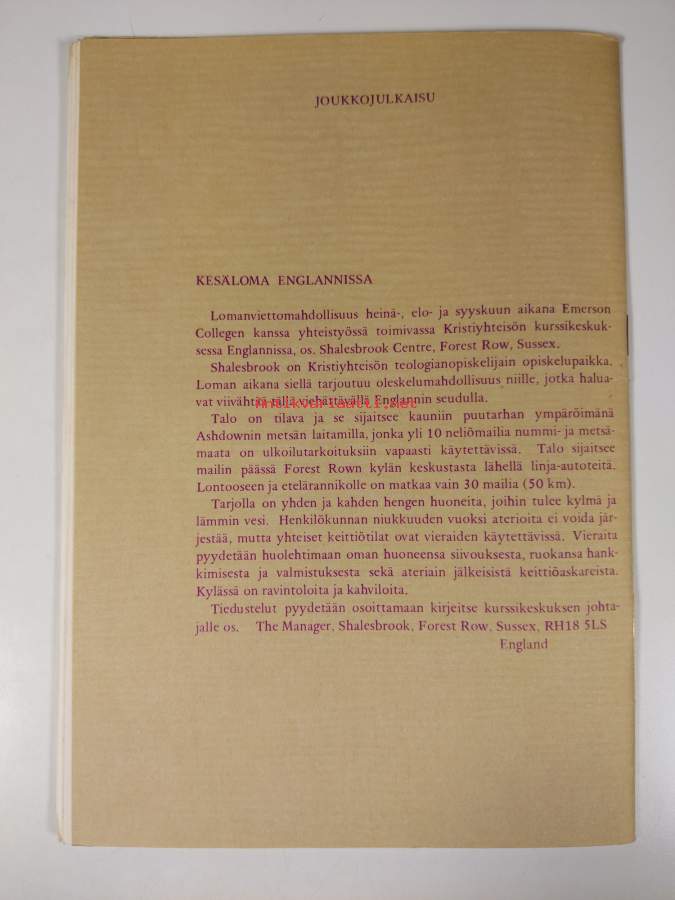 JOUKKOJULKAISU
KESÄLOMA ENGLANNISSA
Lomanviettomahdollisuus heinä-, elo- ja syyskuun aikana Emerson
Collegen kanssa yhteistyössä toimivassa Kristiyhteisön kurssikeskuk-
sessa Englannissa, os. Shalesbrook Centre, Forest Row, Sussex.
Shalesbrook on Kristiyhteisön teologianopiskelijain opiskelupaikka.
Loman aikana siellä tarjoutuu oleskelumahdollisuus niille, jotka halua-
vat viivähtää tällä viehättävällä Englannin seudulla.
Antikvariaatti.net
Talo on tilava ja se sijaitsee kauniin puutarhan ympäröimänä
Ashdownin metsän laitamilla, jonka yli 10 neliömailia nummi- ja metsä-
maata on ulkoilutarkoituksiin vapaasti käytettävissä. Talo sijaitsee
mailin päässä Forest Rown kylän keskustasta lähellä linja-autoteitä.
Lontooseen ja etelärannikolle on matkaa vain 30 mailia (50 km).
Tarjolla on yhden ja kahden hengen huoneita, joihin tulee kylmä ja
lämmin vesi. Henkilökunnan niukkuuden vuoksi aterioita ei voida jär-
jestää, mutta yhteiset keittiötilat ovat vieraiden käytettävissä. Vieraita
pyydetään huolehtimaan oman huoneensa siivouksesta, ruokansa hank-
kimisesta ja valmistuksesta sekä ateriain jälkeisistä keittiöaskareista.
Kylässä on ravintoloita ja kahviloita.
Tiedustelut pyydetään osoittamaan kirjeitse kurssikeskuksen johta-
jalle os. The Manager, Shalesbrook, Forest Row, Sussex, RH18 5LS
England